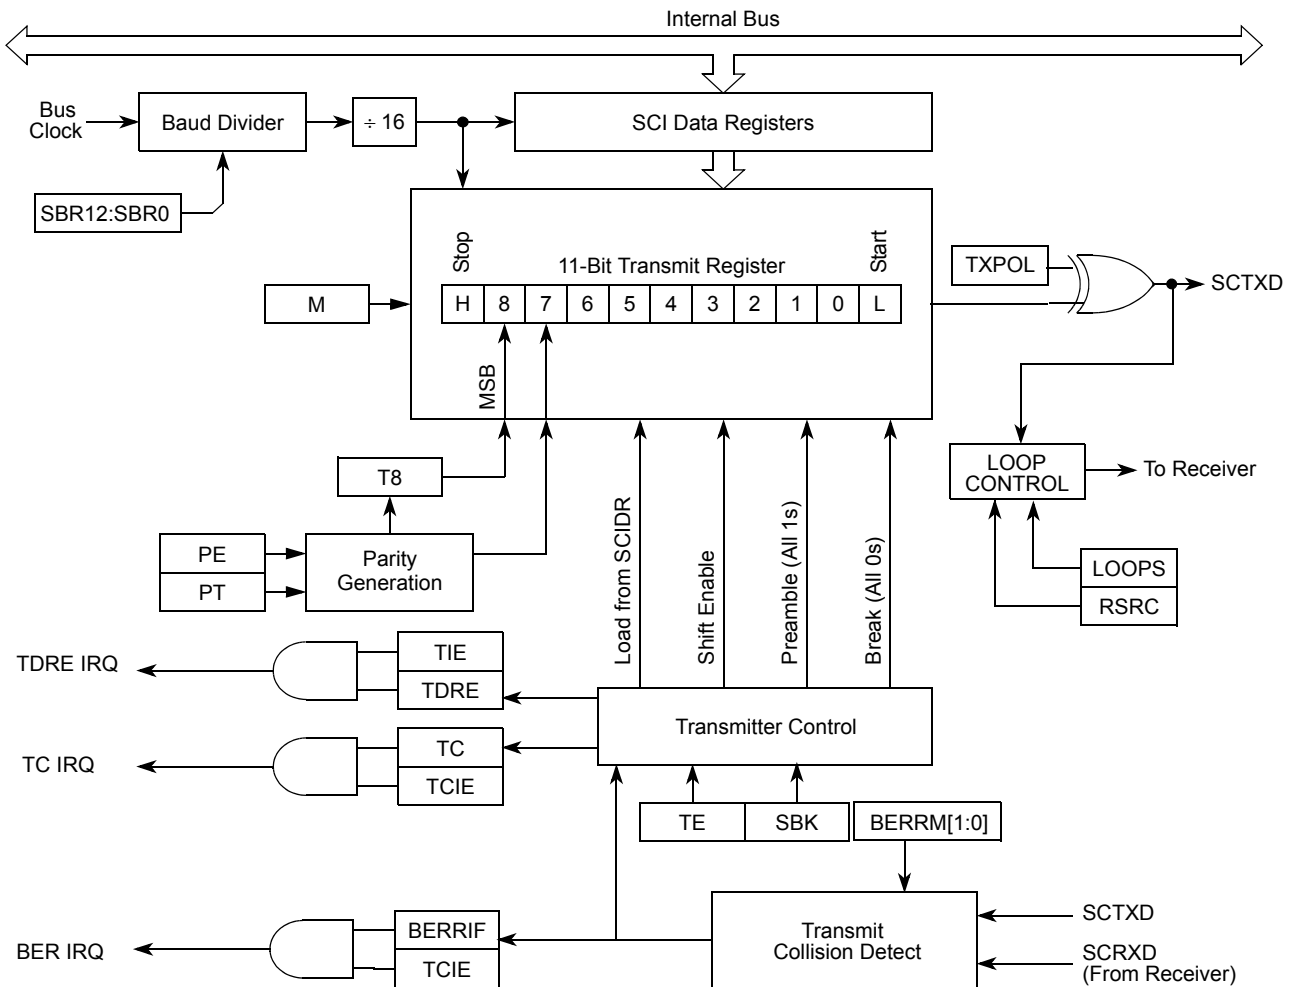 Internal Bus
Bus
Clock
Baud Divider
÷ 16
SCI Data Registers
SBR12:SBR0
Stop
11-Bit Transmit Register
Start
TXPOL
SCTXD
M
H 8 7 6 5 4 3 2 1 0 L
MSB
T8
LOOP
CONTROL
To Receiver
PE
PT
Parity
Generation
Load from SCIDR
Shift Enable
Preamble (All 1s)
Break (All 0s)
LOOPS
RSRC
TDRE IRQ
TIE
TDRE
Transmitter Control
TC IRQ
TC
TCIE
TE
SBK
BERRM[1:0]
BER IRQ
BERRIF
TCIE
Transmit
Collision Detect
SCTXD
SCRXD
(From Receiver)